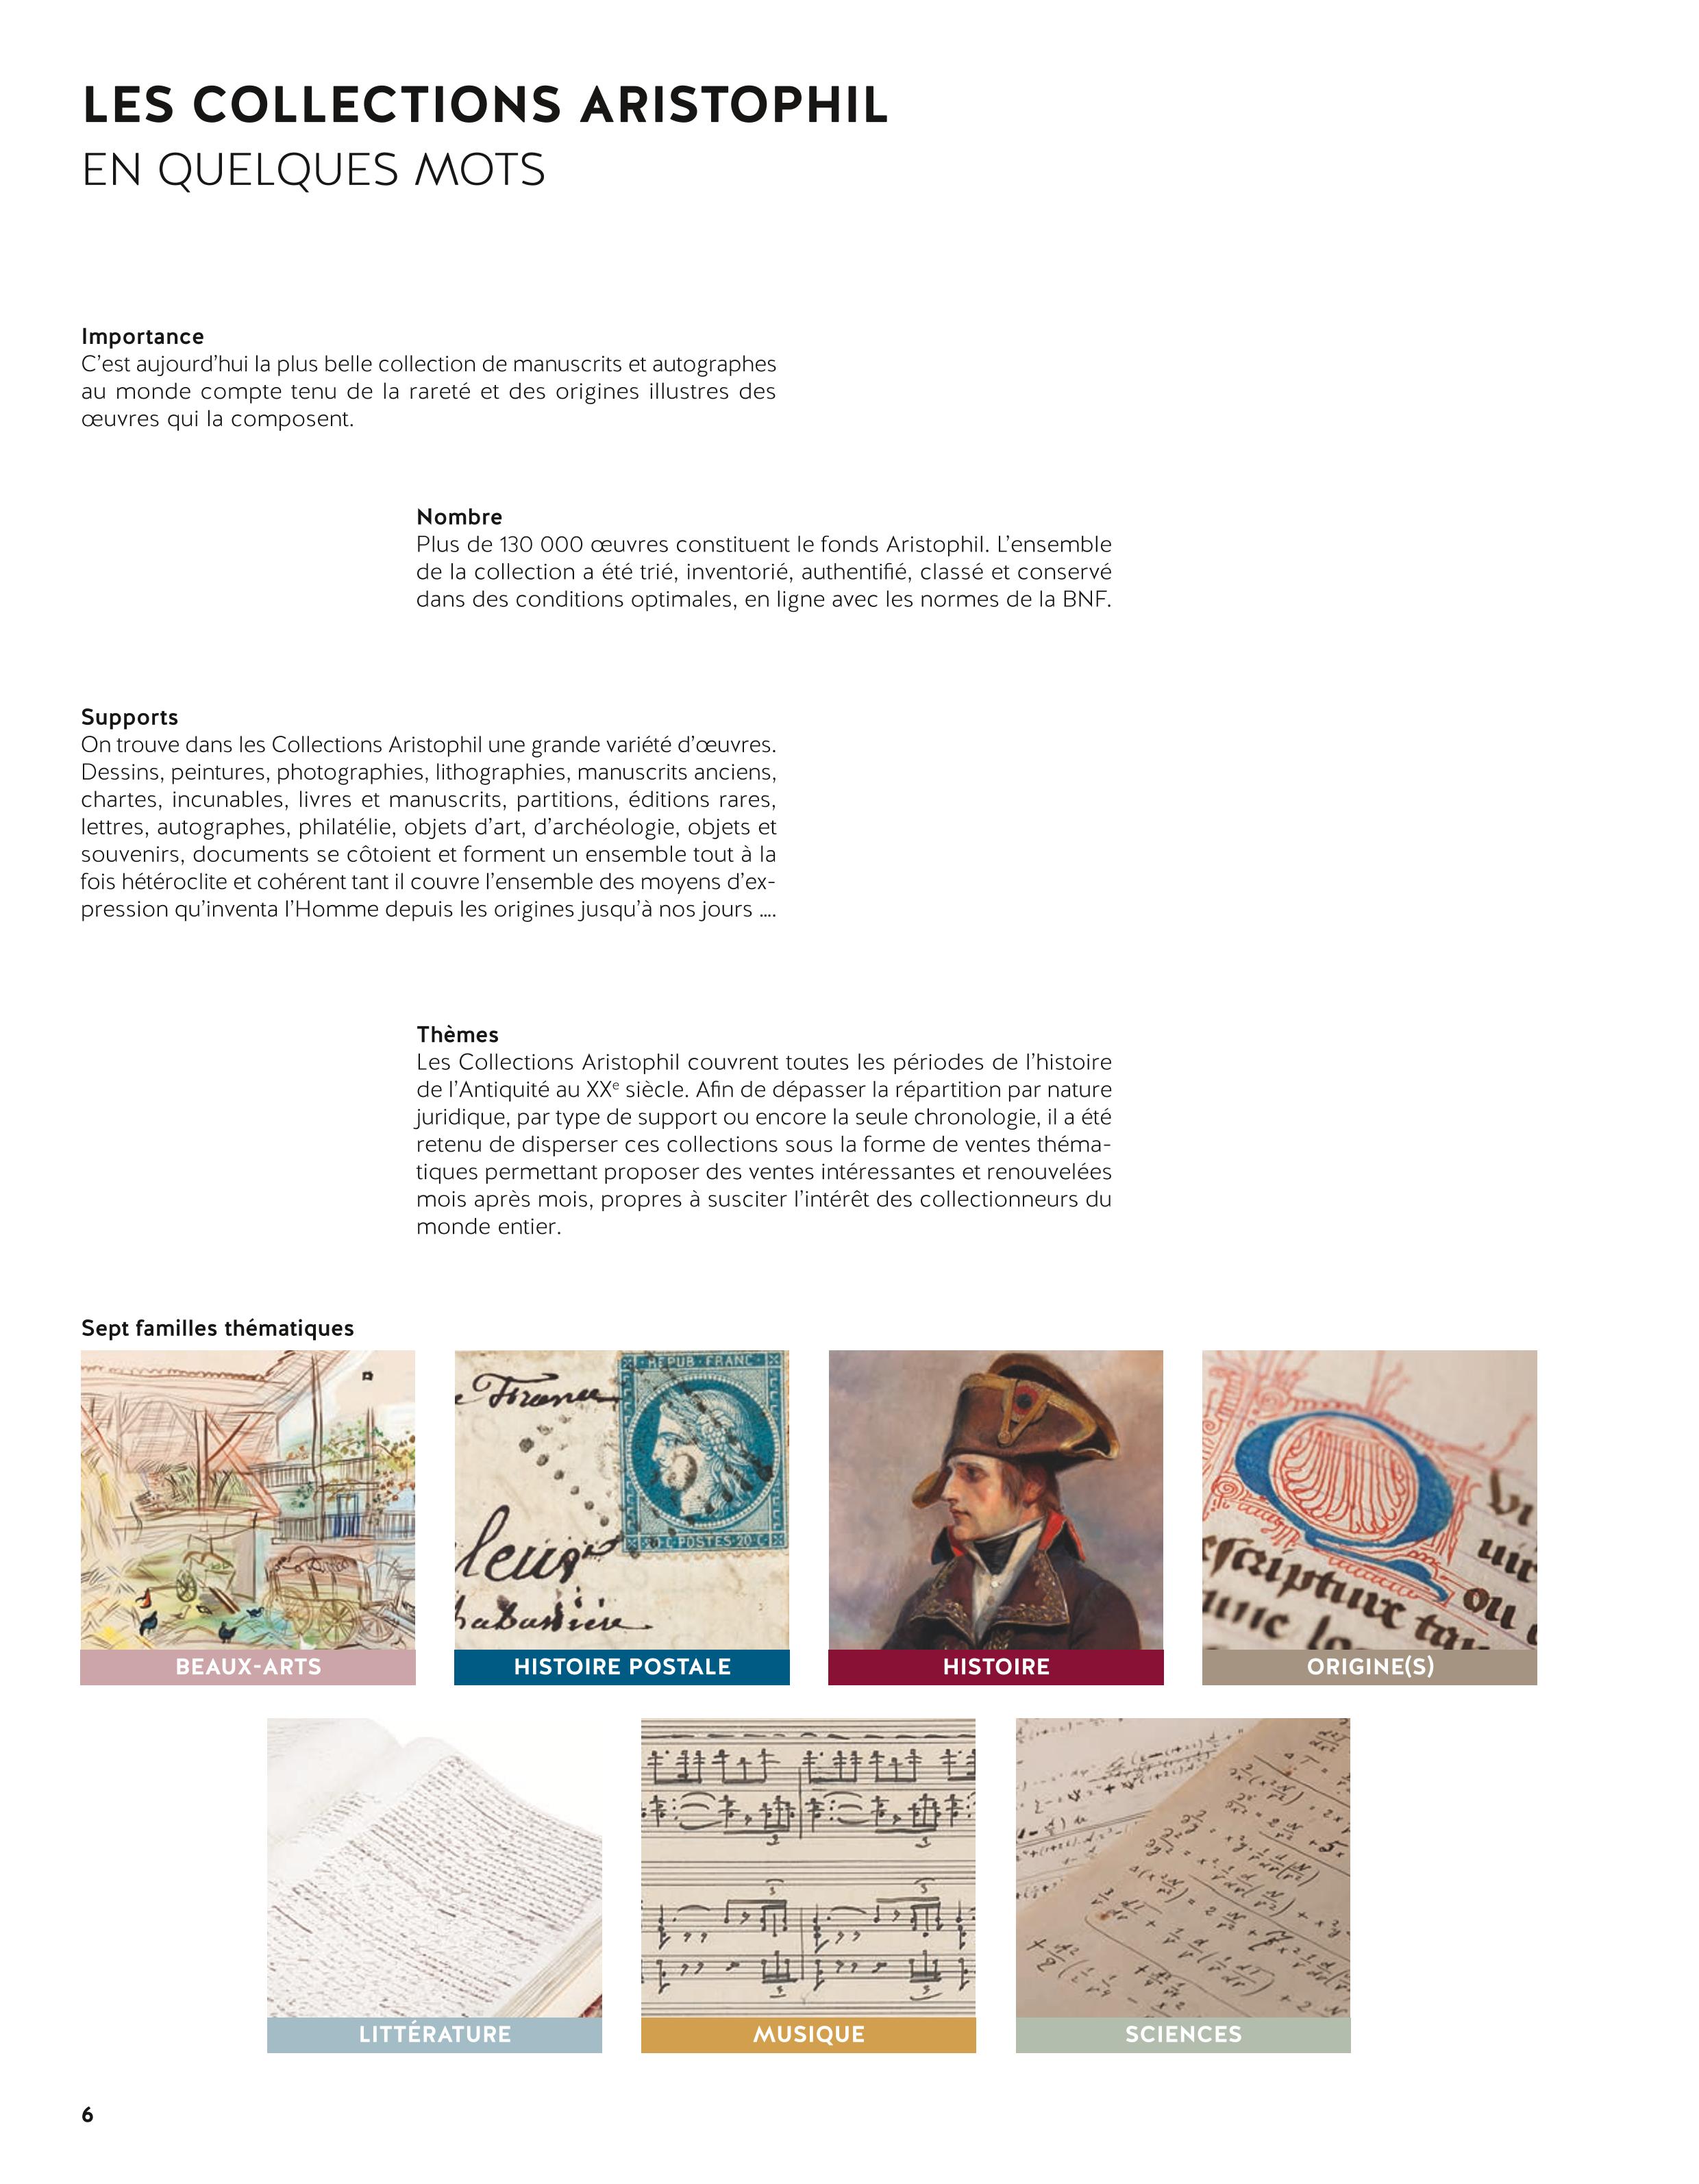 LES COLLECTIONS ARISTOPHIL
EN QUELQUES MOTS
Importance
C’est aujourd’hui la plus belle collection de manuscrits et autographes
au monde compte tenu de la rareté et des origines illustres des
œuvres qui la composent.
Nombre
Plus de 130 000 œuvres constituent le fonds Aristophil. L’ensemble
de la collection a été trié, inventorié, authentifié, classé et conservé
dans des conditions optimales, en ligne avec les normes de la BNF.
Supports
On trouve dans les Collections Aristophil une grande variété d’œuvres.
Dessins, peintures, photographies, lithographies, manuscrits anciens,
chartes, incunables, livres et manuscrits, partitions, éditions rares,
lettres, autographes, philatélie, objets d’art, d’archéologie, objets et
souvenirs, documents se côtoient et forment un ensemble tout à la
fois hétéroclite et cohérent tant il couvre l’ensemble des moyens d’ex-
pression qu’inventa l’Homme depuis les origines jusqu’à nos jours ....
Thèmes
Les Collections Aristophil couvrent toutes les périodes de l’histoire
de l’Antiquité au XXe siècle. Afin de dépasser la répartition par nature
juridique, par type de support ou encore la seule chronologie, il a été
retenu de disperser ces collections sous la forme de ventes théma-
tiques permettant proposer des ventes intéressantes et renouvelées
mois après mois, propres à susciter l’intérêt des collectionneurs du
monde entier.
Sept familles thématiques
REPUB FRANC
France
POSTES 20 C
BEAUX-ARTS
HISTOIRE POSTALE
HISTOIRE
ORIGINE(S)
LITTÉRATURE
MUSIQUE
SCIENCES
6